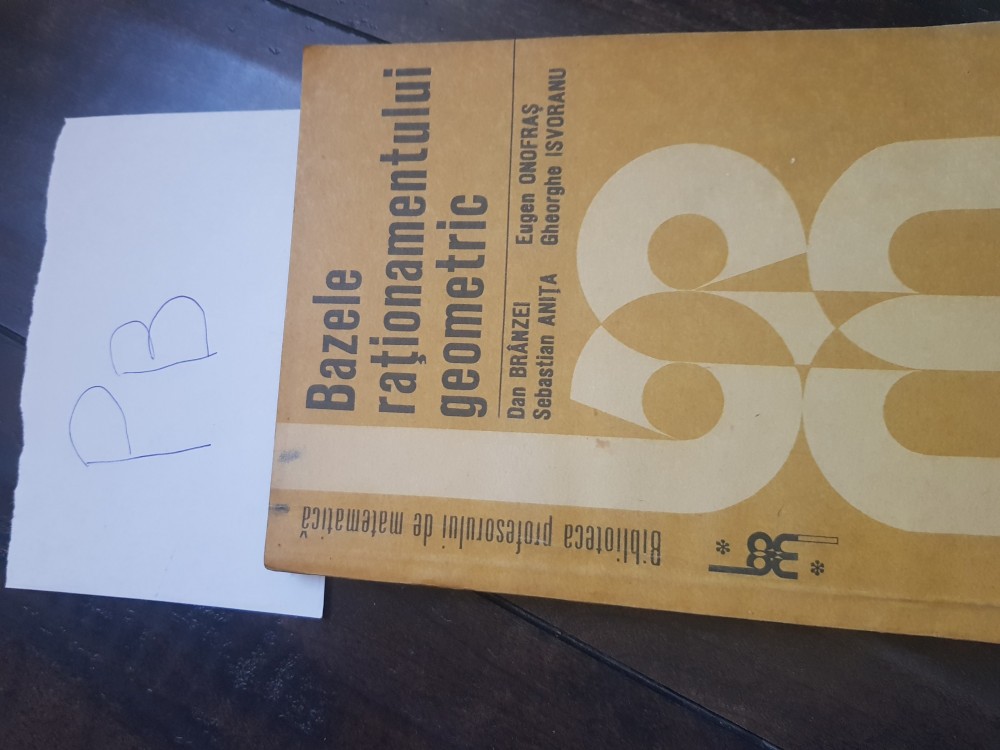 PB
Bazele
raţionamentului
geometric
Dan BRÂNZEI Eugen ONOFRAŞ
Sebastian ANIŢA Gheorghe ISVORANU
Biblioteca profesorului de matematică